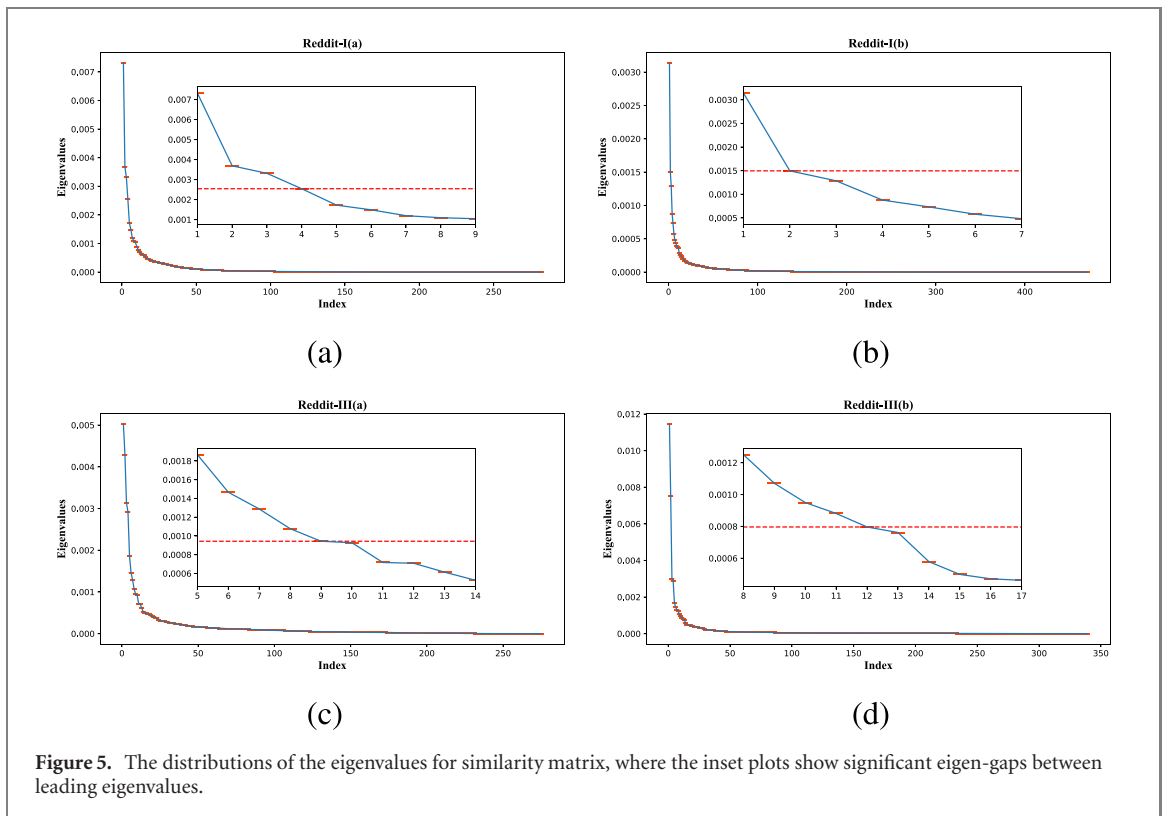 Reddit-I(a)
Eigenvalues
0.007
0.006
0.005
0.004
0.003
0.002
0.001
0.000
0.007
0.006
0.005
0.004
0.003
0.002
0.001
1 2 3 4 5 6 7 8 9
0 50 100 150 200 250
Index
(a)
Reddit-I(b)
Eigenvalues
0.0030
0.0025
0.0020
0.0015
0.0010
0.0005
0.0000
0.0030
0.0025
0.0020
0.0015
0.0010
0.0005
1 2 3 4 5 6 7
0 100 200 300 400
Index
(b)
Reddit-III(a)
Eigenvalues
0.005
0.004
0.003
0.002
0.001
0.000
0.0018
0.0016
0.0014
0.0012
0.0010
0.0008
0.0006
5 6 7 8 9 10 11 12 13 14
0 50 100 150 200 250
Index
(c)
Reddit-III(b)
Eigenvalues
0.012
0.010
0.008
0.006
0.004
0.002
0.000
0.0012
0.0010
0.0008
0.0006
8 9 10 11 12 13 14 15 16 17
0 50 100 150 200 250 300 350
Index
(d)
Figure 5. The distributions of the eigenvalues for similarity matrix, where the inset plots show significant eigen-gaps between
leading eigenvalues.